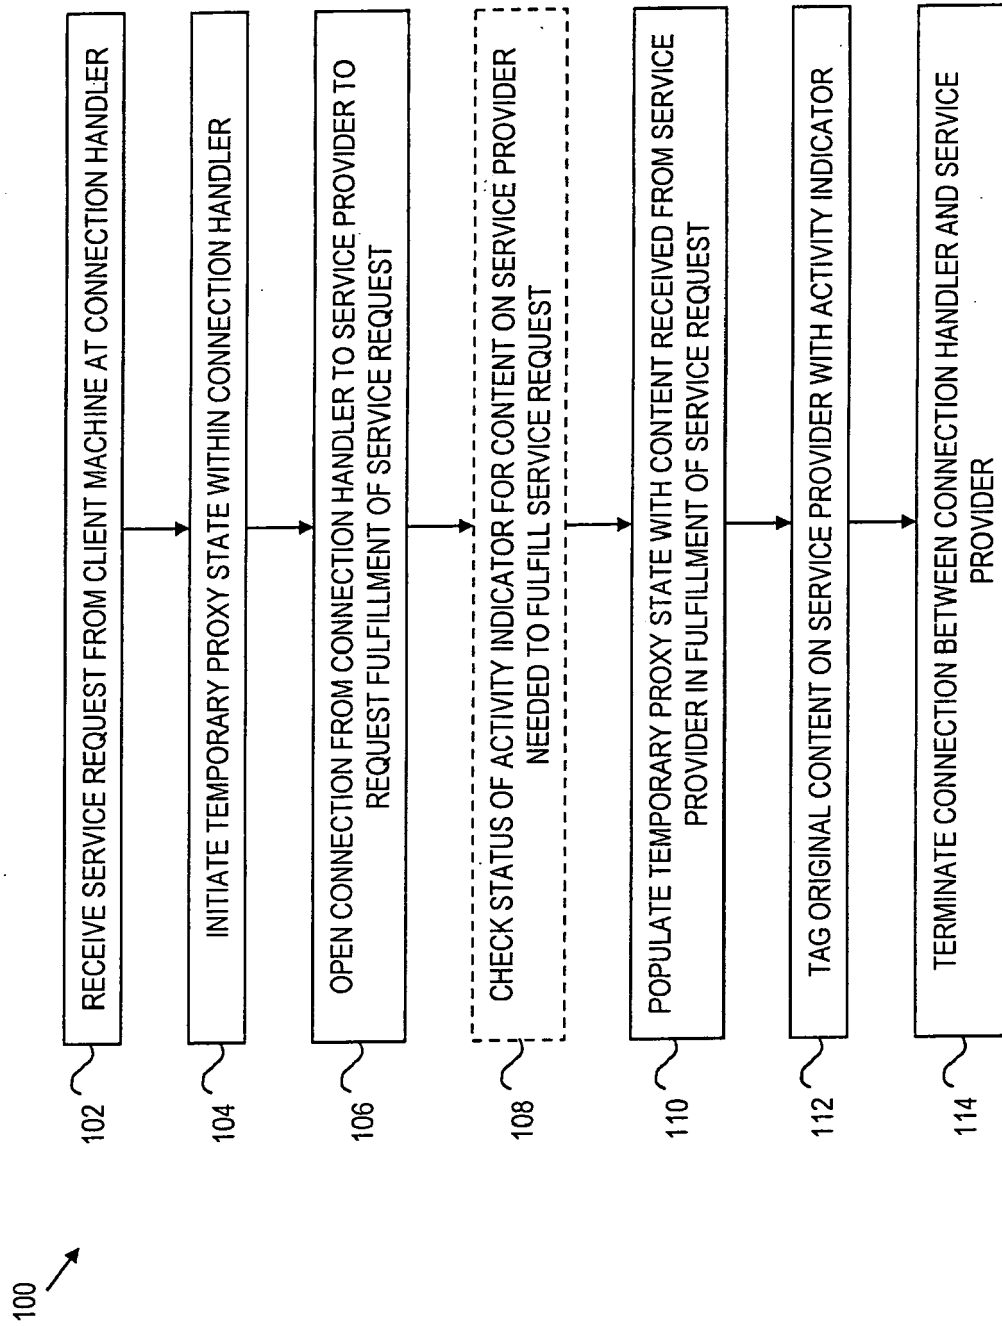 100
102
RECEIVE SERVICE REQUEST FROM CLIENT MACHINE AT CONNECTION HANDLER
104
INITIATE TEMPORARY PROXY STATE WITHIN CONNECTION HANDLER
106
OPEN CONNECTION FROM CONNECTION HANDLER TO SERVICE PROVIDER TO
REQUEST FULFILLMENT OF SERVICE REQUEST
108
CHECK STATUS OF ACTIVITY INDICATOR FOR CONTENT ON SERVICE PROVIDER
NEEDED TO FULFILL SERVICE REQUEST
110
POPULATE TEMPORARY PROXY STATE WITH CONTENT RECEIVED FROM SERVICE
PROVIDER IN FULFILLMENT OF SERVICE REQUEST
112
TAG ORIGINAL CONTENT ON SERVICE PROVIDER WITH ACTIVITY INDICATOR
114
TERMINATE CONNECTION BETWEEN CONNECTION HANDLER AND SERVICE
PROVIDER